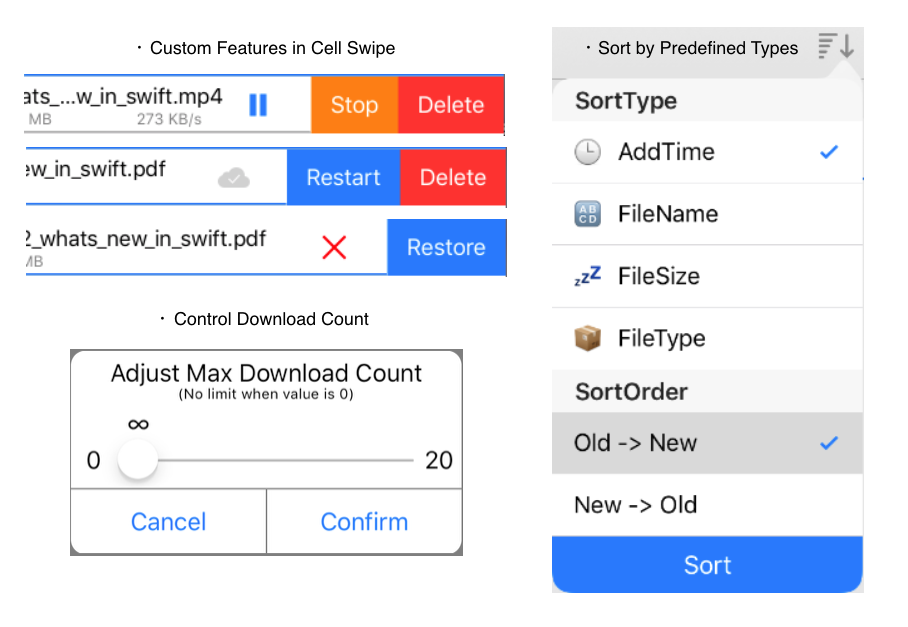 · Custom Features in Cell Swipe
ats_...w_in_swift.mp4
MB 273 KB/s
Stop
Delete
ew_in_swift.pdf
Restart
Delete
2_whats_new_in_swift.pdf
MB
Restore
· Control Download Count
Adjust Max Download Count
(No limit when value is 0)
∞
0 20
Cancel
Confirm
· Sort by Predefined Types
SortType
AddTime
ABCD
FileName
zzZ
FileSize
FileType
SortOrder
Old -> New
New -> Old
Sort